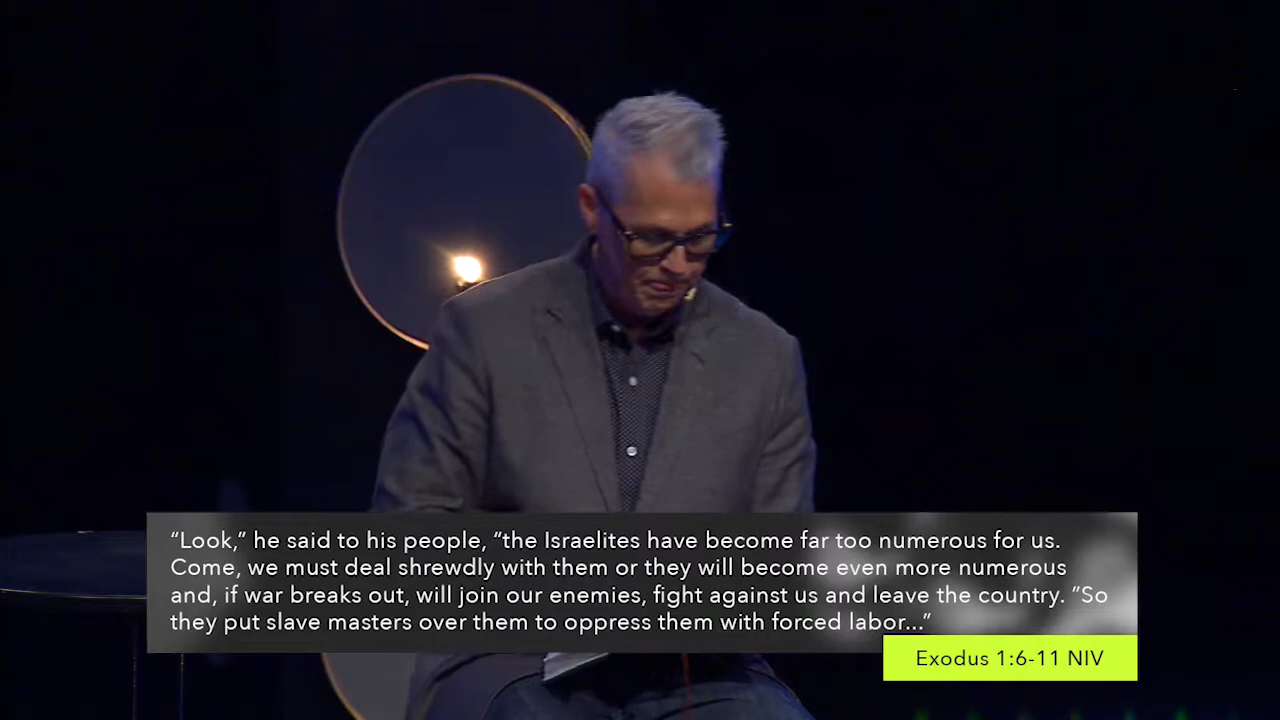 “Look,” he said to his people, “the Israelites have become far too numerous for us.
Come, we must deal shrewdly with them or they will become even more numerous
and, if war breaks out, will join our enemies, fight against us and leave the country. “So
they put slave masters over them to oppress them with forced labor...”
Exodus 1:6-11 NIV